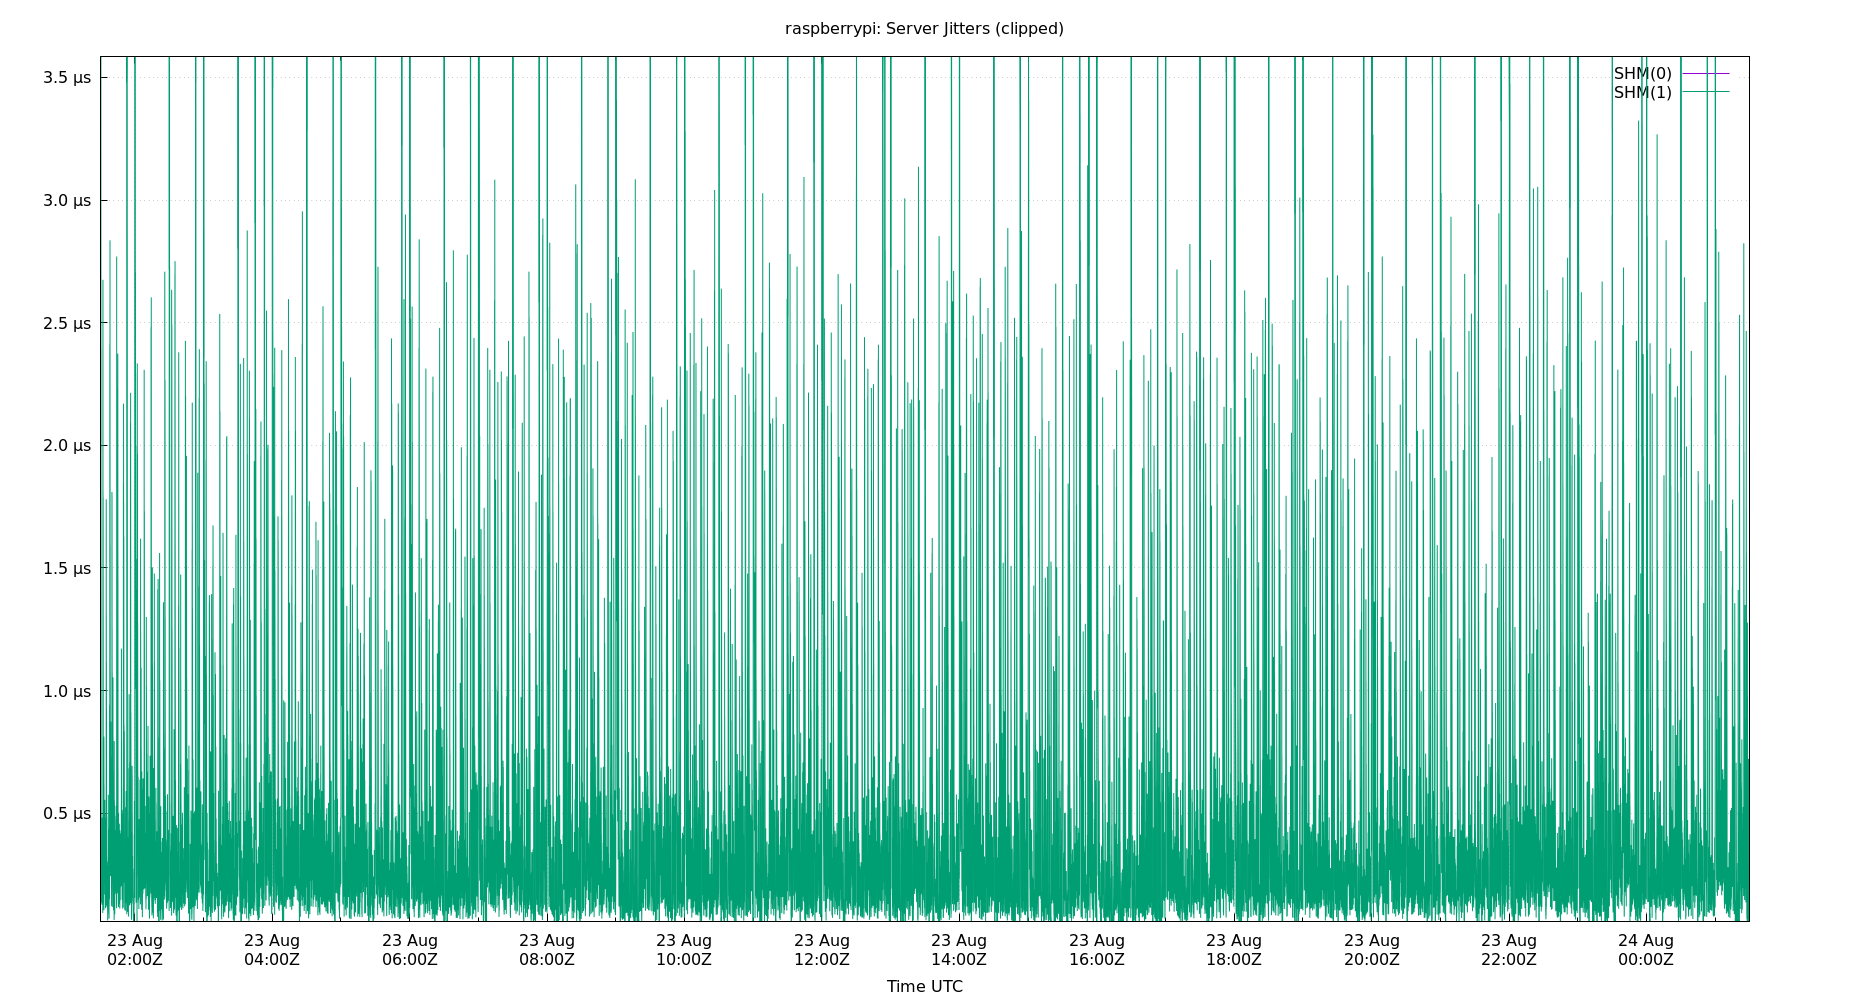 raspberrypi: Server Jitters (clipped)
SHM(0)
SHM(1)
3.5 µs
3.0 µs
2.5 µs
2.0 µs
1.5 µs
1.0 µs
0.5 µs
23 Aug 23 Aug 23 Aug 23 Aug 23 Aug 23 Aug 23 Aug 23 Aug 23 Aug 23 Aug 23 Aug 24 Aug
02:00Z 04:00Z 06:00Z 08:00Z 10:00Z 12:00Z 14:00Z 16:00Z 18:00Z 20:00Z 22:00Z 00:00Z
Time UTC